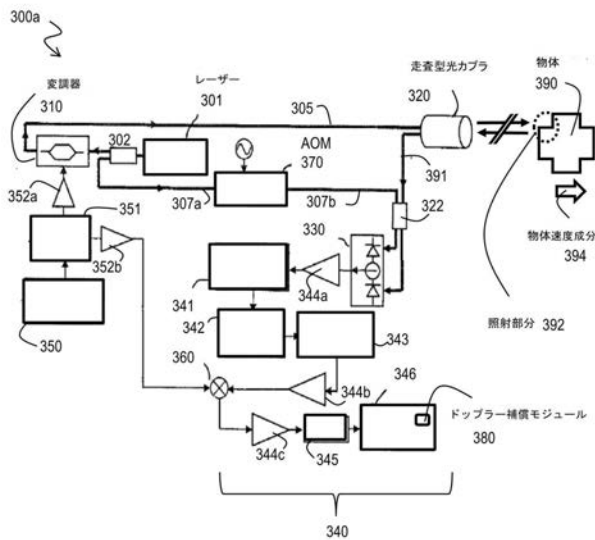 300a
変調器
310
レーザー
301
305
走査型光カプラ
320
物体
390
302
AOM
370
391
352a
307a
307b
322
351
352b
330
物体速度成分
394
341
344a
350
342
343
照射部分 392
360
344b
346
ドップラー補償モジュール
380
344c
345
340